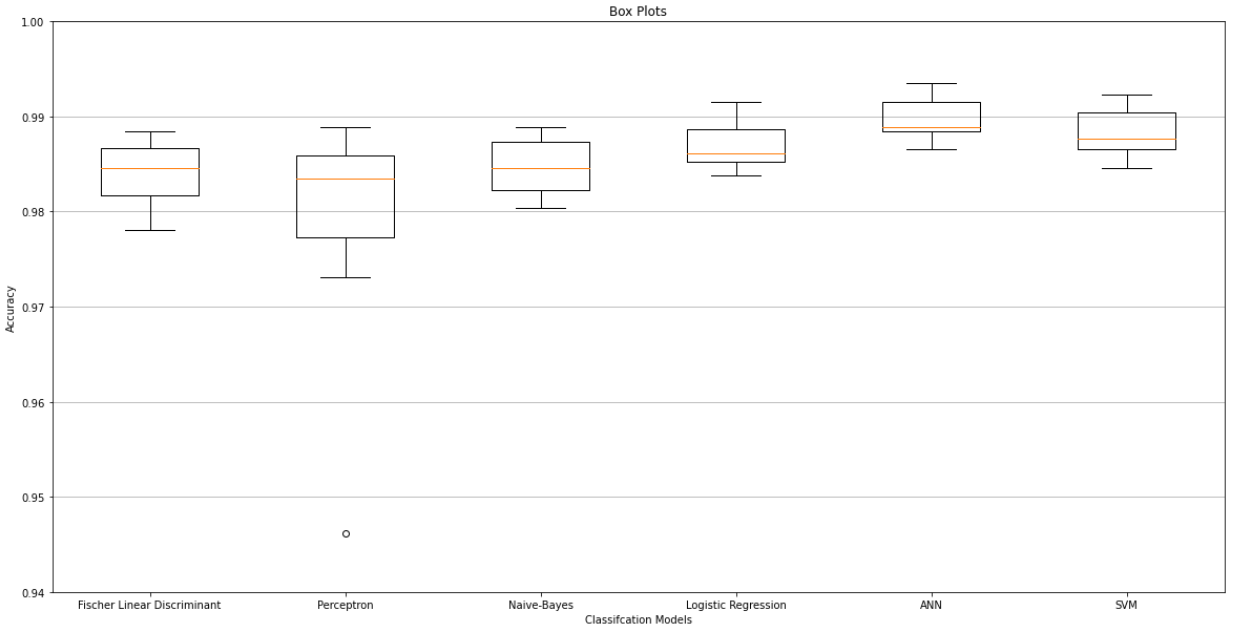 Box Plots
1.00
0.99
0.98
0.97
0.96
0.95
0.94
Accuracy
Fischer Linear Discriminant
Perceptron
Naive-Bayes
Logistic Regression
ANN
SVM
Classifcation Models